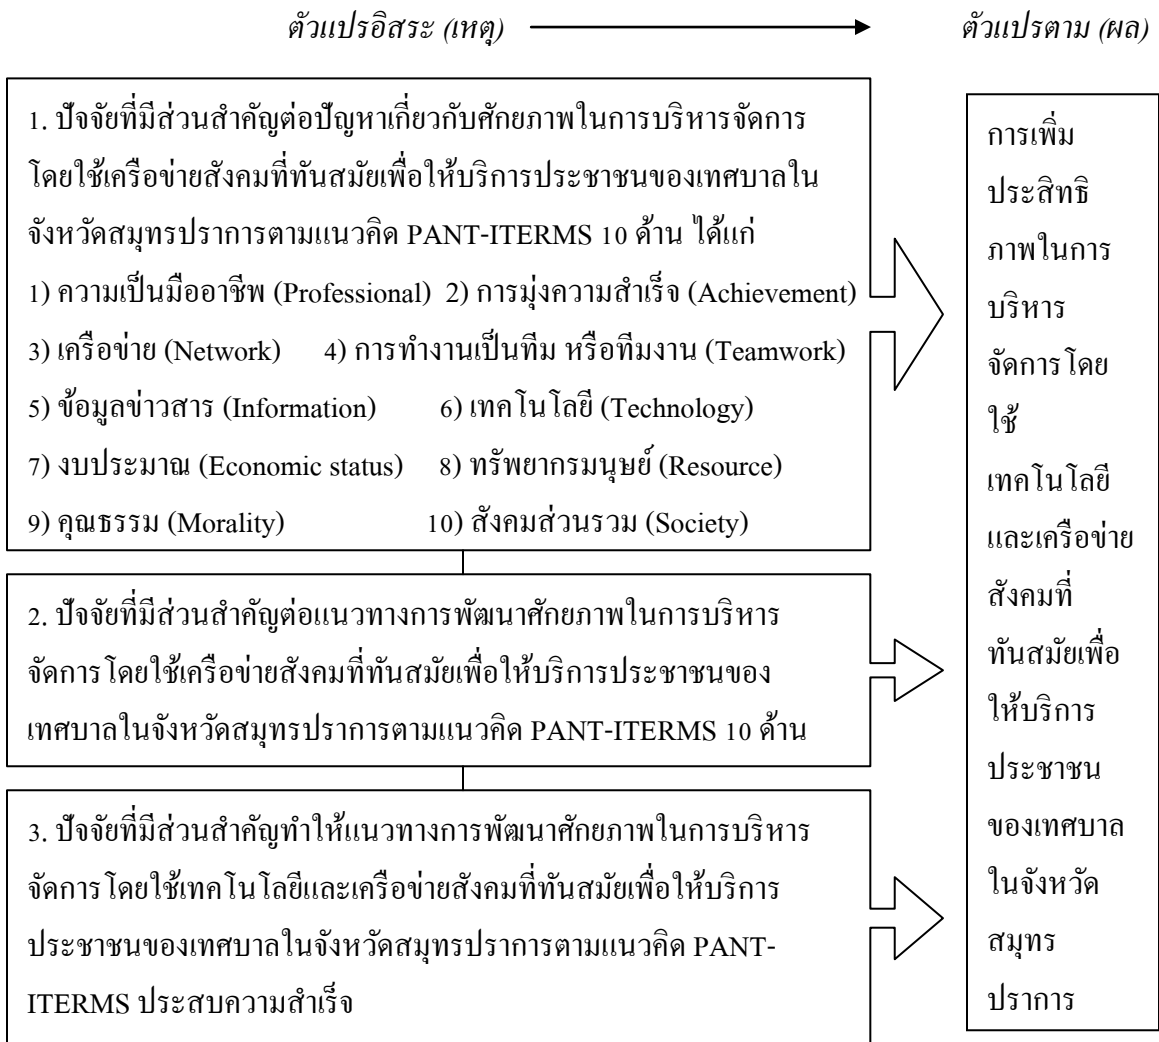 ตัวแปรอิสระ (เหตุ)
ตัวแปรตาม (ผล)
1. ปัจจัยที่มีส่วนสำคัญต่อปัญหาเกี่ยวกับศักยภาพในการบริหารจัดการ
โดยใช้เครือข่ายสังคมที่ทันสมัยเพื่อให้บริการประชาชนของเทศบาลใน
จังหวัดสมุทรปราการตามแนวคิด PANT-ITERMS 10 ด้าน ได้แก่
1) ความเป็นมืออาชีพ (Professional) 2) การมุ่งความสำเร็จ (Achievement)
3) เครือข่าย (Network) 4) การทำงานเป็นทีม หรือทีมงาน (Teamwork)
5) ข้อมูลข่าวสาร (Information) 6) เทคโนโลยี (Technology)
7) งบประมาณ (Economic status) 8) ทรัพยากรมนุษย์ (Resource)
9) คุณธรรม (Morality) 10) สังคมส่วนรวม (Society)
2. ปัจจัยที่มีส่วนสำคัญต่อแนวทางการพัฒนาศักยภาพในการบริหาร
จัดการโดยใช้เครือข่ายสังคมที่ทันสมัยเพื่อให้บริการประชาชนของ
เทศบาลในจังหวัดสมุทรปราการตามแนวคิด PANT-ITERMS 10 ด้าน
3. ปัจจัยที่มีส่วนสำคัญทำให้แนวทางการพัฒนาศักยภาพในการบริหาร
จัดการโดยใช้เทคโนโลยีและเครือข่ายสังคมที่ทันสมัยเพื่อให้บริการ
ประชาชนของเทศบาลในจังหวัดสมุทรปราการตามแนวคิด PANT-
ITERMS ประสบความสำเร็จ
การเพิ่ม
ประสิทธิ
ภาพในการ
บริหาร
จัดการโดย
ใช้
เทคโนโลยี
และเครือข่าย
สังคมที่
ทันสมัยเพื่อ
ให้บริการ
ประชาชน
ของเทศบาล
ในจังหวัด
สมุทร
ปราการ